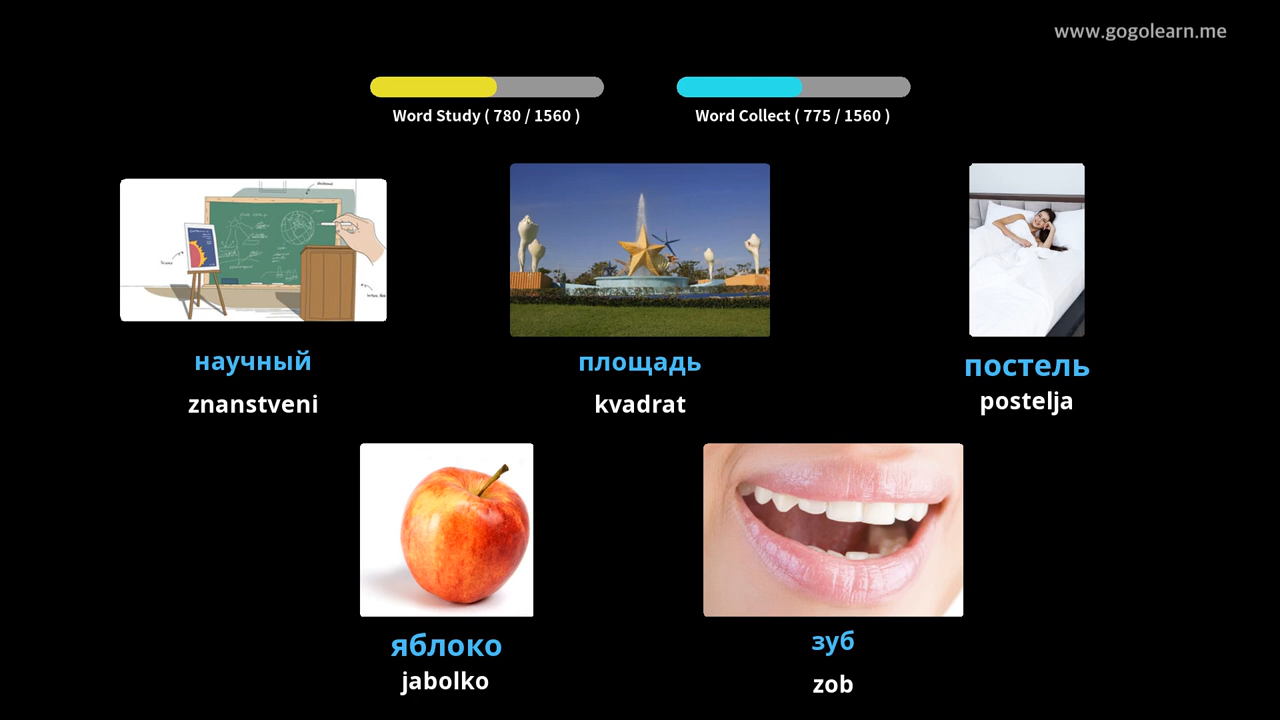 www.gogolearn.me
Word Study ( 780 / 1560 )
Word Collect ( 775 / 1560 )
научный
znanstveni
площадь
kvadrat
постель
postelja
яблоко
jabolko
зуб
zob